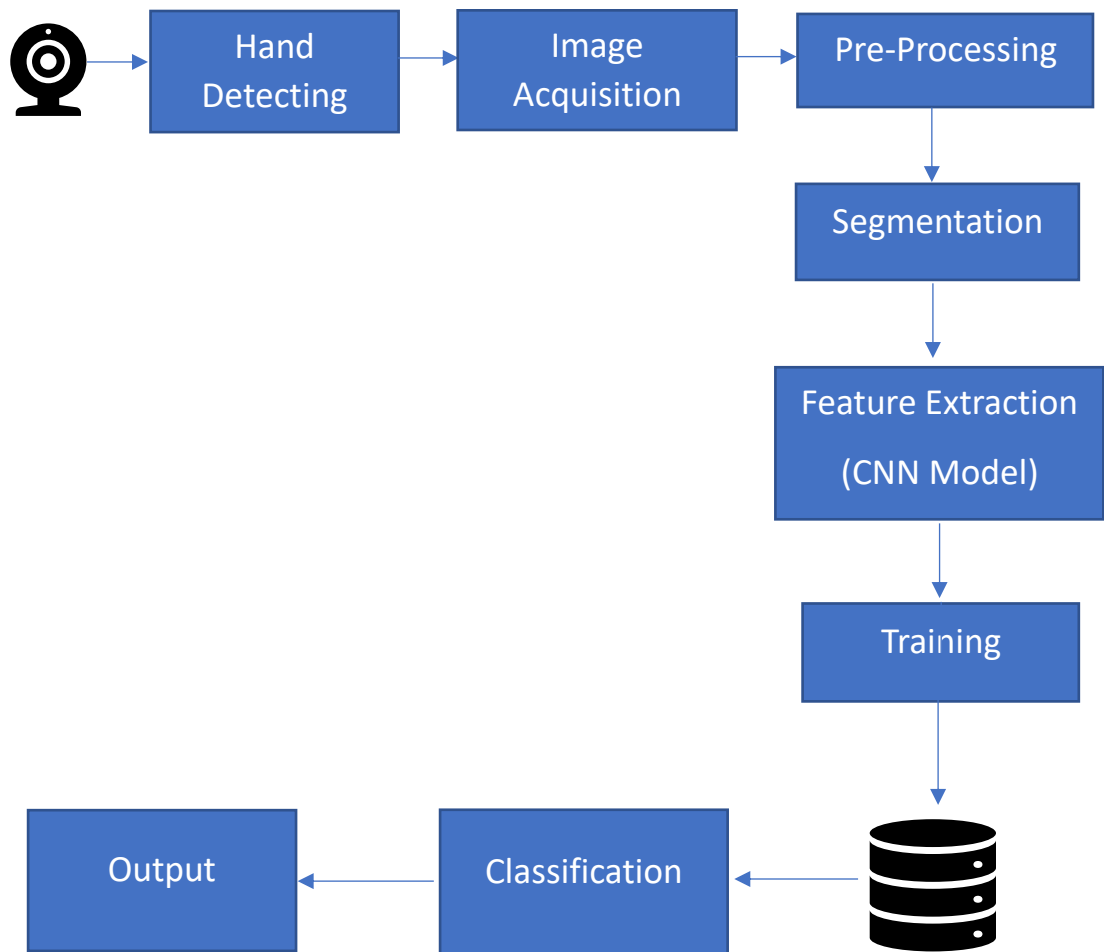 Hand
Detecting
Image
Acquisition
Pre-Processing
Segmentation
Feature Extraction
(CNN Model)
Training
Classification
Output